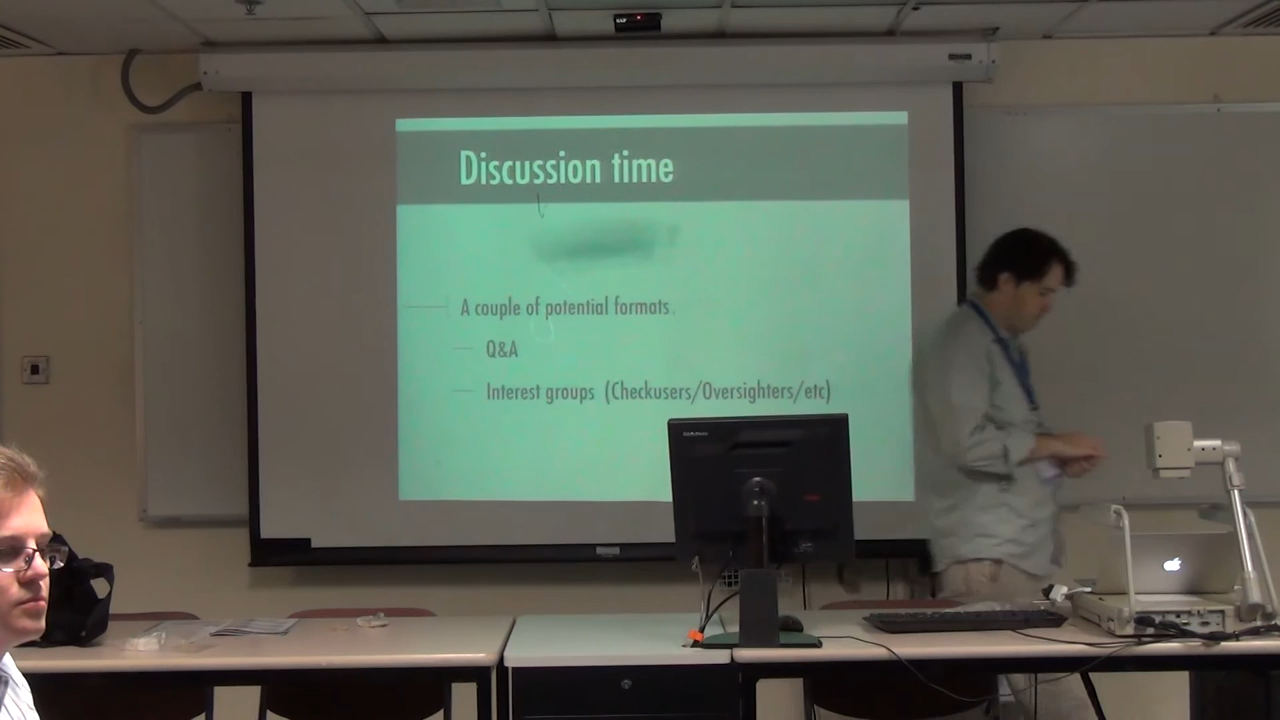 Discussion time
A couple of potential formats.
Q&A
Interest groups (Checkusers/Oversighters/etc)